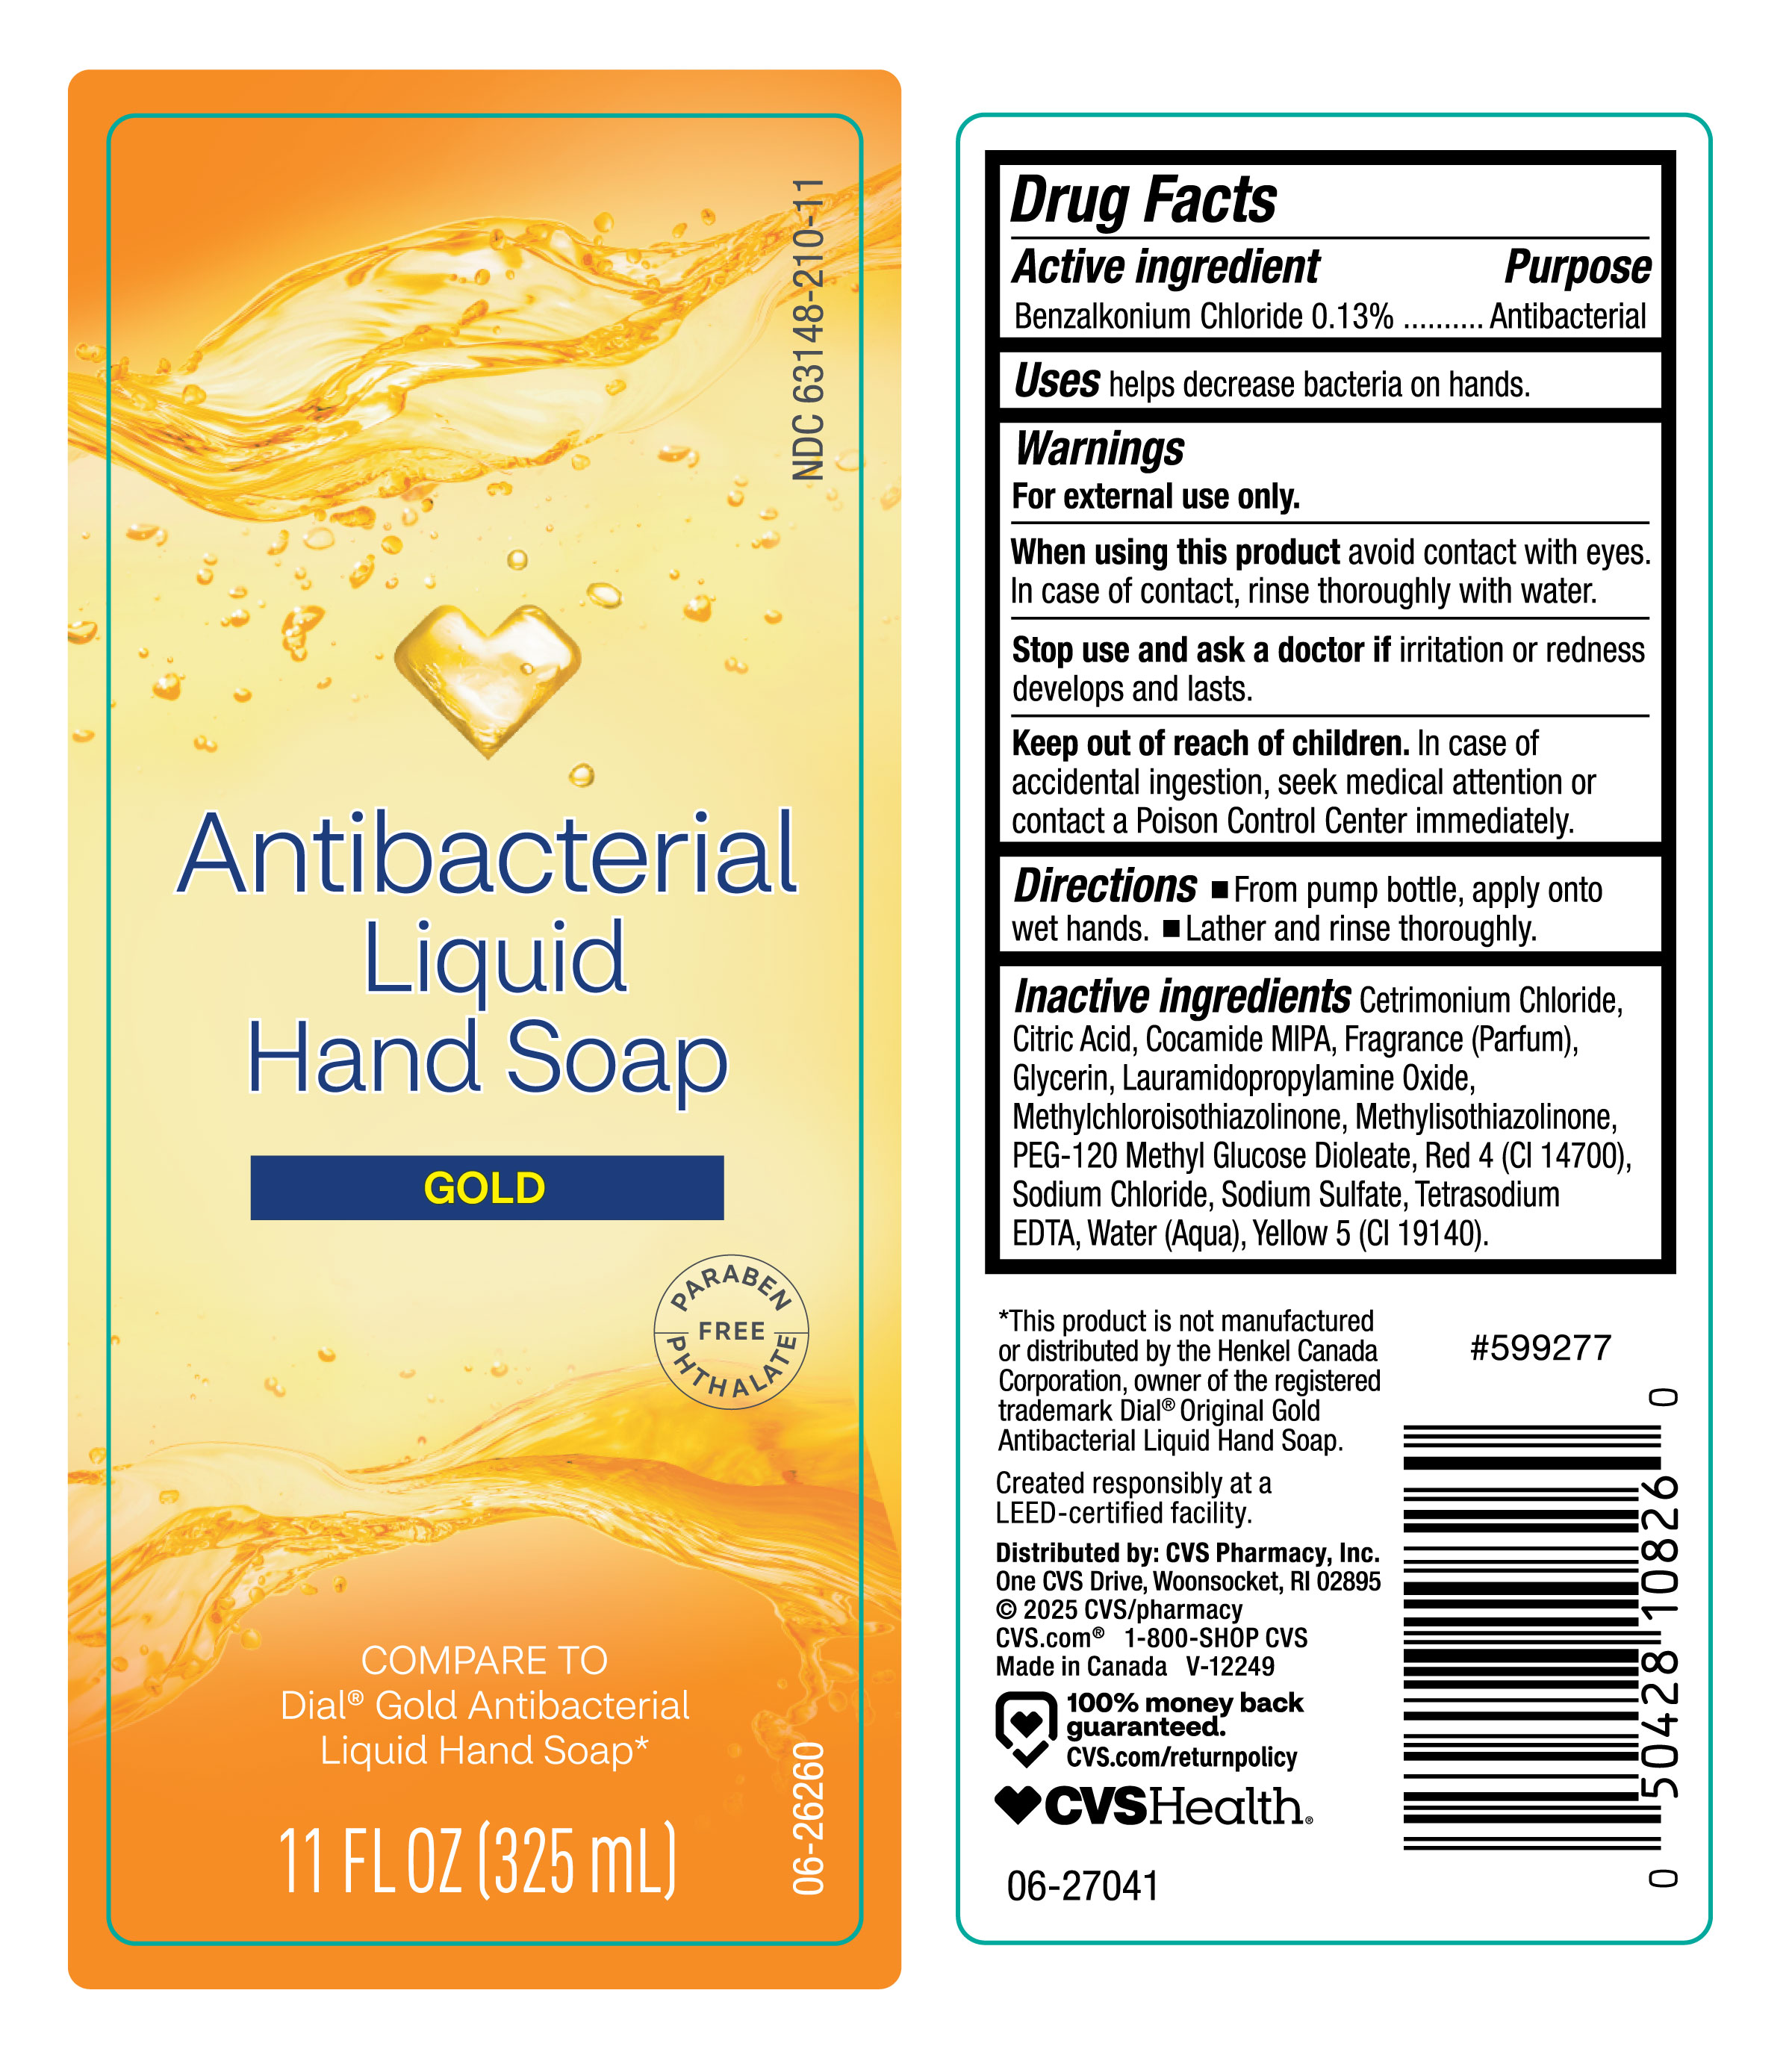 NDC 63148-210-11
Antibacterial
Liquid
Hand Soap
GOLD
PARABEN
FREE
PHTHALATE
COMPARE TO
Dial® Gold Antibacterial
Liquid Hand Soap*
11 FL OZ (325 mL)
06-26260
Drug Facts
Active ingredient Purpose
Benzalkonium Chloride 0.13% .......... Antibacterial
Uses helps decrease bacteria on hands.
Warnings
For external use only.
When using this product avoid contact with eyes.
In case of contact, rinse thoroughly with water.
Stop use and ask a doctor if irritation or redness
develops and lasts.
Keep out of reach of children. In case of
accidental ingestion, seek medical attention or
contact a Poison Control Center immediately.
Directions ■ From pump bottle, apply onto
wet hands. ■ Lather and rinse thoroughly.
Inactive ingredients Cetrimonium Chloride,
Citric Acid, Cocamide MIPA, Fragrance (Parfum),
Glycerin, Lauramidopropylamine Oxide,
Methylchloroisothiazolinone, Methylisothiazolinone,
PEG-120 Methyl Glucose Dioleate, Red 4 (CI 14700),
Sodium Chloride, Sodium Sulfate, Tetrasodium
EDTA, Water (Aqua), Yellow 5 (CI 19140).
*This product is not manufactured
or distributed by the Henkel Canada
Corporation, owner of the registered
trademark Dial® Original Gold
Antibacterial Liquid Hand Soap.
Created responsibly at a
LEED-certified facility.
Distributed by: CVS Pharmacy, Inc.
One CVS Drive, Woonsocket, RI 02895
© 2025 CVS/pharmacy
CVS.com® 1-800-SHOP CVS
Made in Canada V-12249
100% money back
guaranteed.
CVS.com/returnpolicy
CVSHealth®
06-27041
#599277
0 50428 10826 0